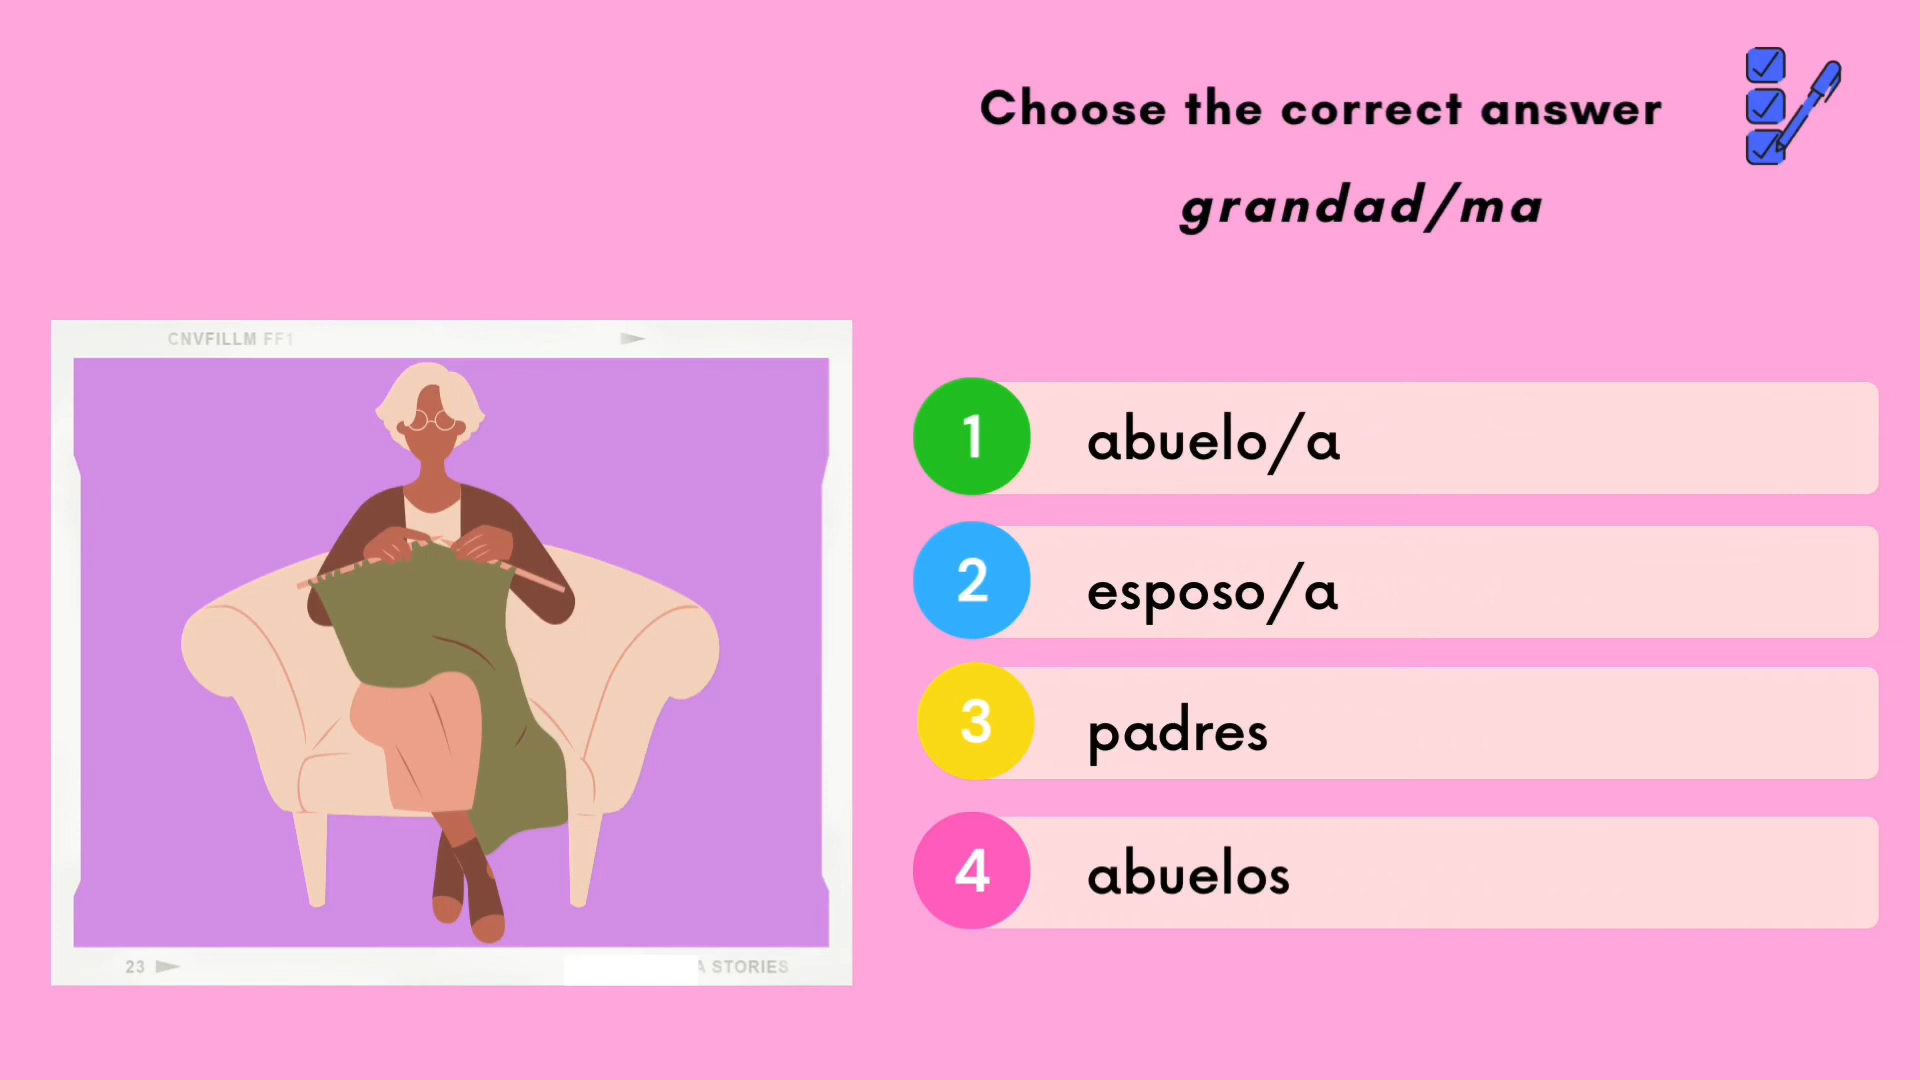 Choose the correct answer
grandad/ma
CNVFILLM FF1
1 abuelo/a
2 esposo/a
3 padres
4 abuelos
23
A STORIES